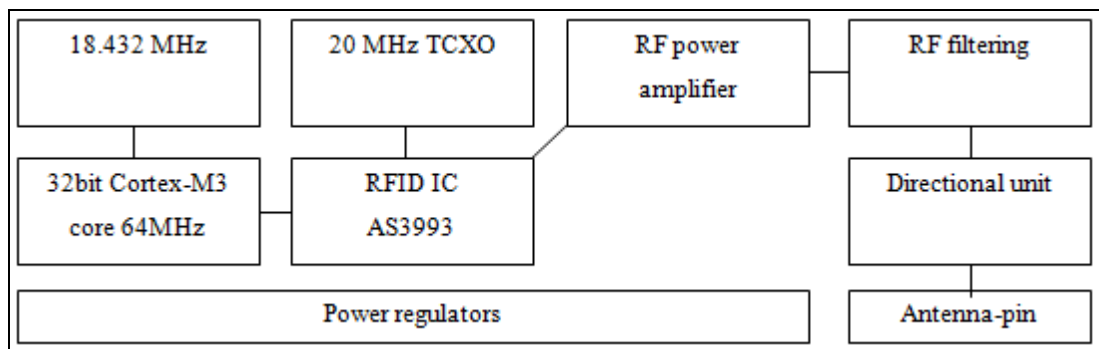 18.432 MHz
20 MHz TCXO
RF power
amplifier
RF filtering
32bit Cortex-M3
core 64MHz
RFID IC
AS3993
Directional unit
Power regulators
Antenna-pin